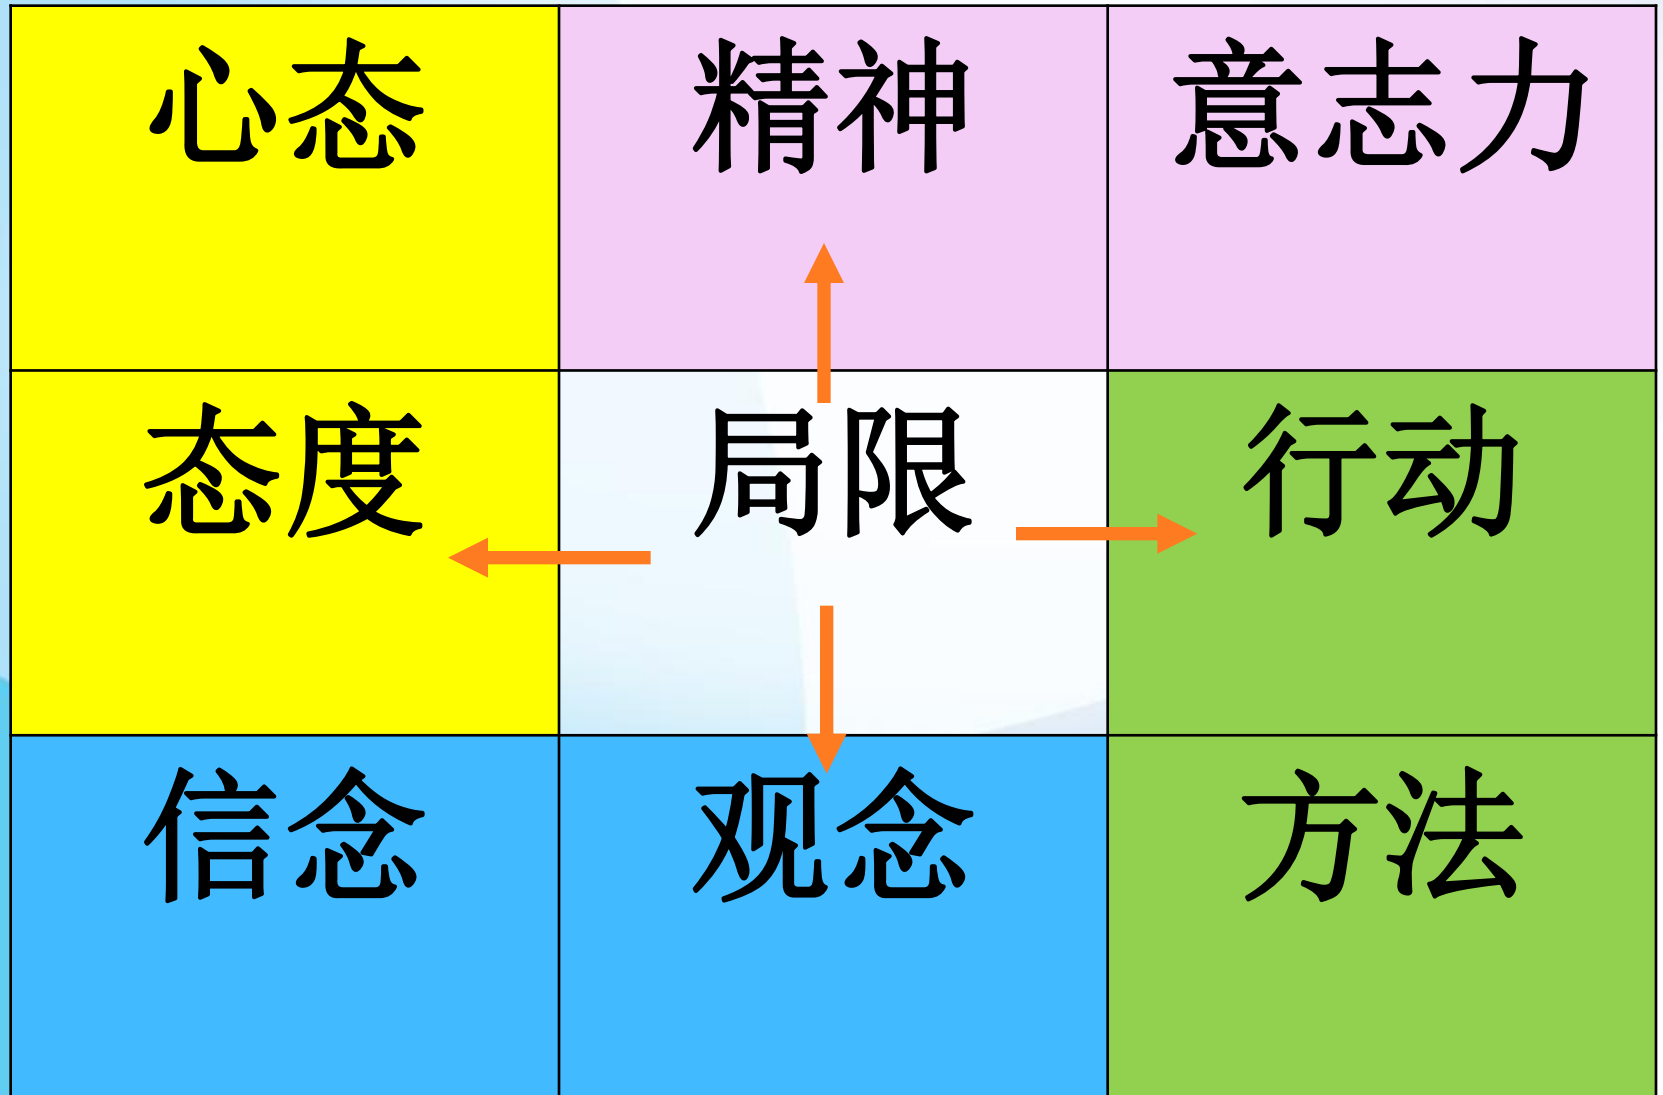 心态 精神 意志力
态度 局限 行动
信念 观念 方法